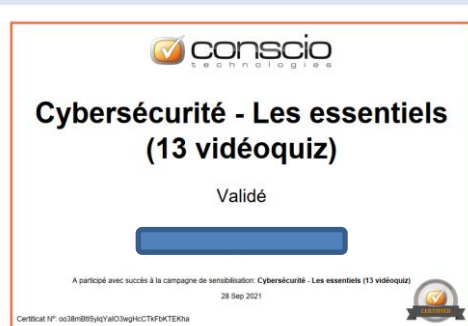 conscio
technologies
Cybersécurité - Les essentiels
(13 vidéoquiz)
Validé
A participé avec succès à la campagne de sensibilisation: Cybersécurité - Les essentiels (13 vidéoquiz)
28 Sep 2021
CERTIFIED
Certificat N°: